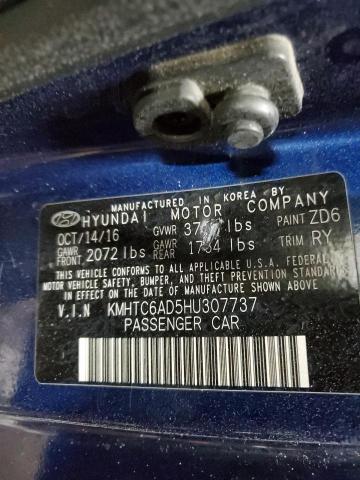 MANUFACTURED IN KOREA BY
HYUNDAI MOTOR COMPANY
OCT/14/16 GVWR lbs PAINT ZD6
GAWR FRONT 2072 lbs GAWR REAR 1734 lbs TRIM RY
THIS VEHICLE CONFORMS TO ALL APPLICABLE U.S.A. FEDERAL
MOTOR VEHICLE SAFETY, BUMPER, AND THEFT PREVENTION STANDARDS
IN EFFECT ON THE DATE OF MANUFACTURE SHOWN ABOVE.
V.I.N KMHTC6AD5HU307737
PASSENGER CAR